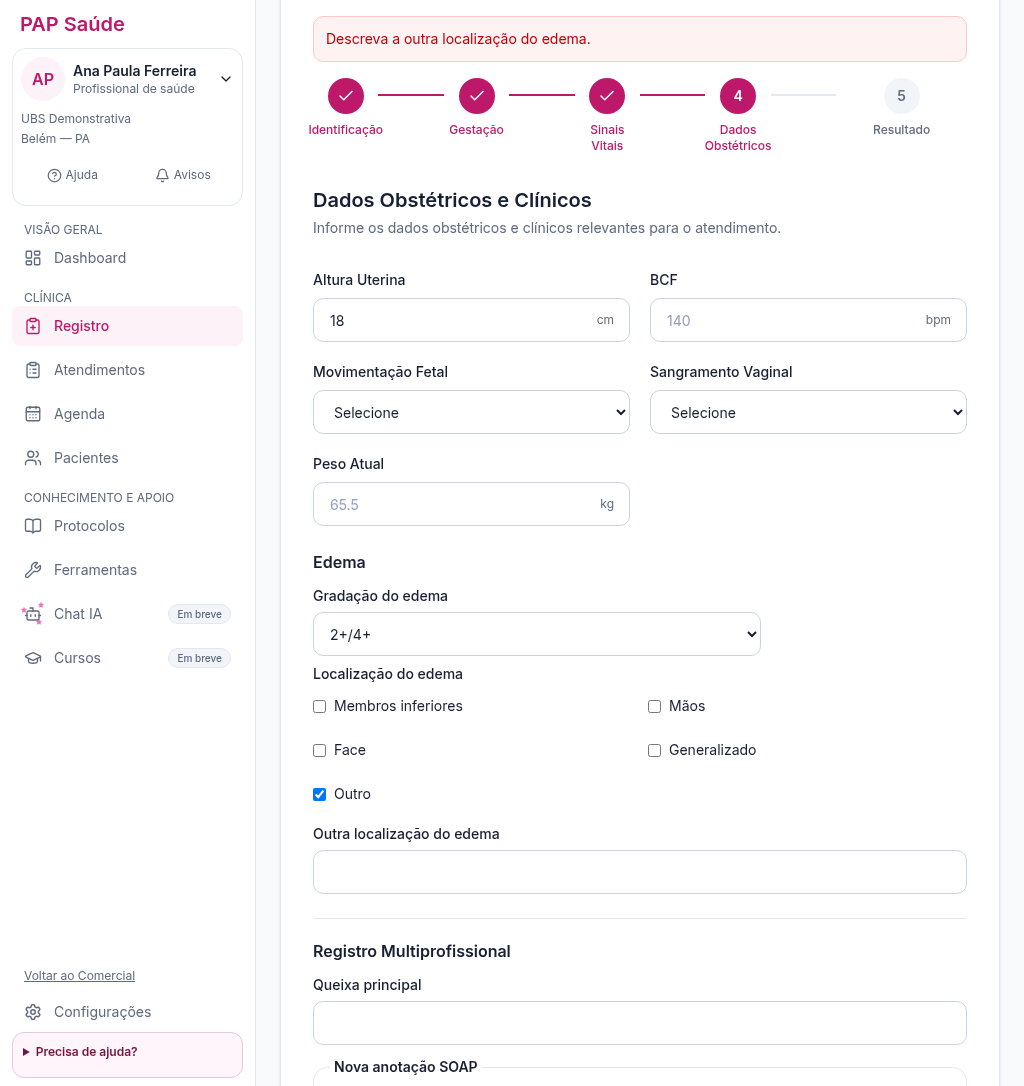 PAP Saúde
AP
Ana Paula Ferreira
Profissional de saúde
UBS Demonstrativa
Belém — PA
Ajuda
Avisos
VISÃO GERAL
Dashboard
CLÍNICA
Registro
Atendimentos
Agenda
Pacientes
CONHECIMENTO E APOIO
Protocolos
Ferramentas
Chat IA
Em breve
Cursos
Em breve
Voltar ao Comercial
Configurações
Precisa de ajuda?
Descreva a outra localização do edema.
Identificação
Gestação
Sinais
Vitais
4
Dados
Obstétricos
5
Resultado
Dados Obstétricos e Clínicos
Informe os dados obstétricos e clínicos relevantes para o atendimento.
Altura Uterina
18
cm
BCF
140
bpm
Movimentação Fetal
Selecione
Sangramento Vaginal
Selecione
Peso Atual
65.5
kg
Edema
Gradação do edema
2+/4+
Localização do edema
Membros inferiores
Mãos
Face
Generalizado
Outro
Outra localização do edema
Registro Multiprofissional
Queixa principal
Nova anotação SOAP